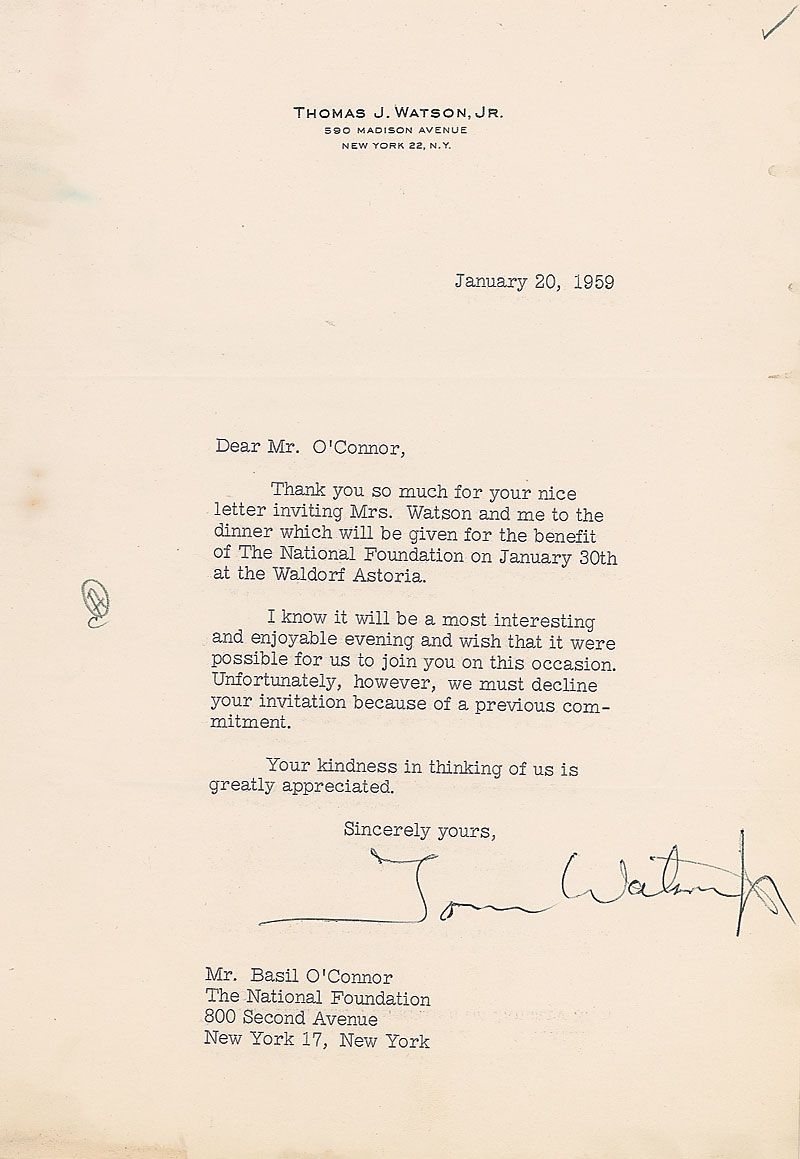 THOMAS J. WATSON, JR.
590 MADISON AVENUE
NEW YORK 22, N.Y.
January 20, 1959
Dear Mr. O'Connor,
Thank you so much for your nice
letter inviting Mrs. Watson and me to the
dinner which will be given for the benefit
of The National Foundation on January 30th
at the Waldorf Astoria.
I know it will be a most interesting
and enjoyable evening and wish that it were
possible for us to join you on this occasion.
Unfortunately, however, we must decline
your invitation because of a previous com-
mitment.
Your kindness in thinking of us is
greatly appreciated.
Sincerely yours,
Tom Watson Jr
Mr. Basil O'Connor
The National Foundation
800 Second Avenue
New York 17, New York